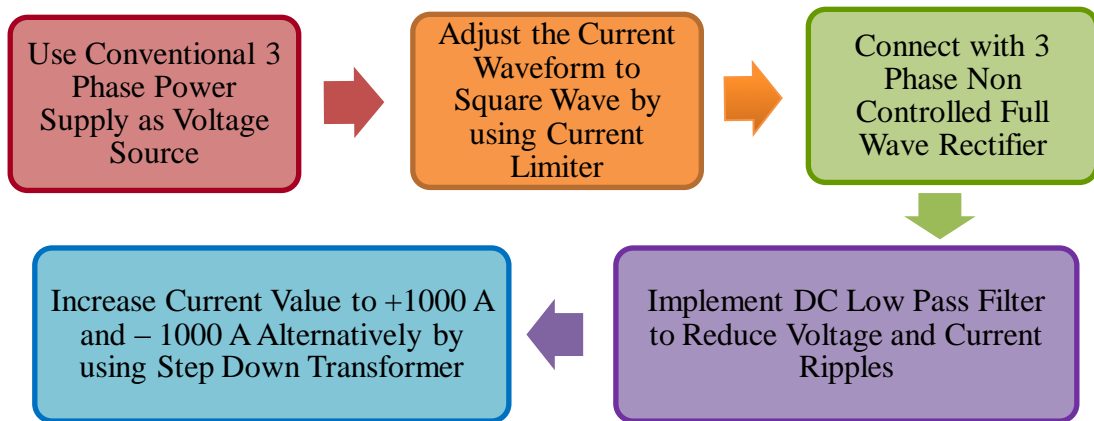 Use Conventional 3
Phase Power
Supply as Voltage
Source
Adjust the Current
Waveform to
Square Wave by
using Current
Limiter
Connect with 3
Phase Non
Controlled Full
Wave Rectifier
Implement DC Low Pass Filter
to Reduce Voltage and Current
Ripples
Increase Current Value to +1000 A
and – 1000 A Alternatively by
using Step Down Transformer